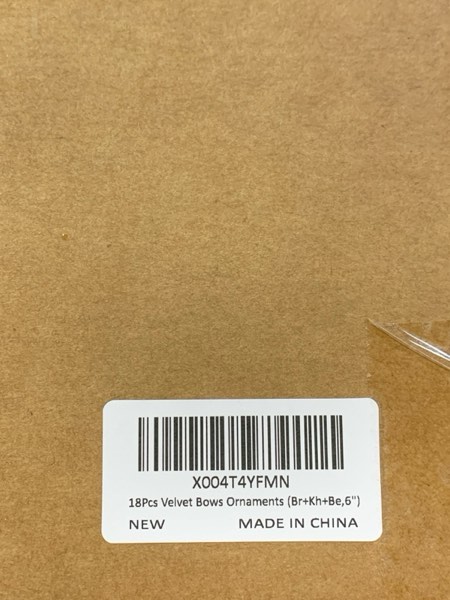 X004T4YFMN
18Pcs Velvet Bows Ornaments (Br+Kh+Be,6")
NEW MADE IN CHINA